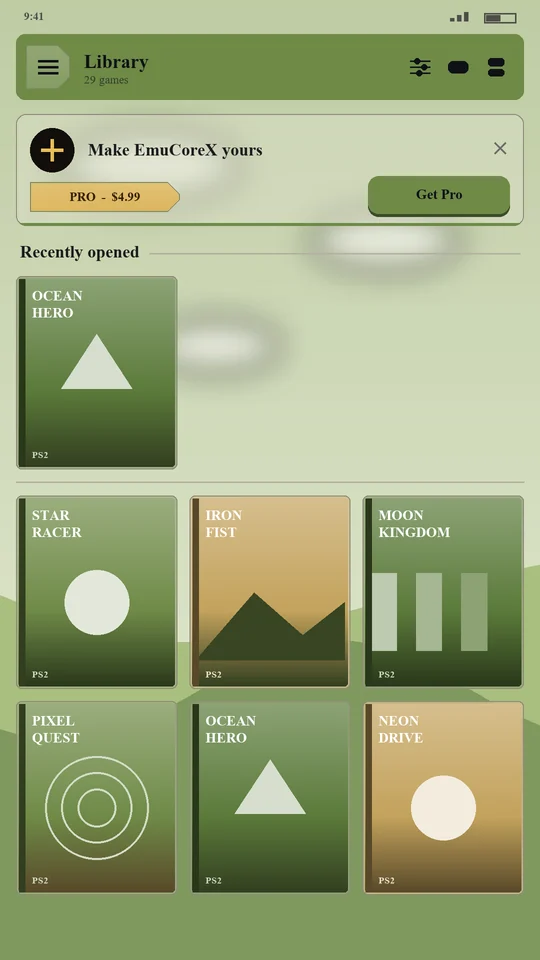 9:41
Library
29 games
Make EmuCoreX yours
PRO - $4.99
Get Pro
Recently opened
OCEAN
HERO
PS2
STAR
RACER
PS2
IRON
FIST
PS2
MOON
KINGDOM
PS2
PIXEL
QUEST
PS2
OCEAN
HERO
PS2
NEON
DRIVE
PS2